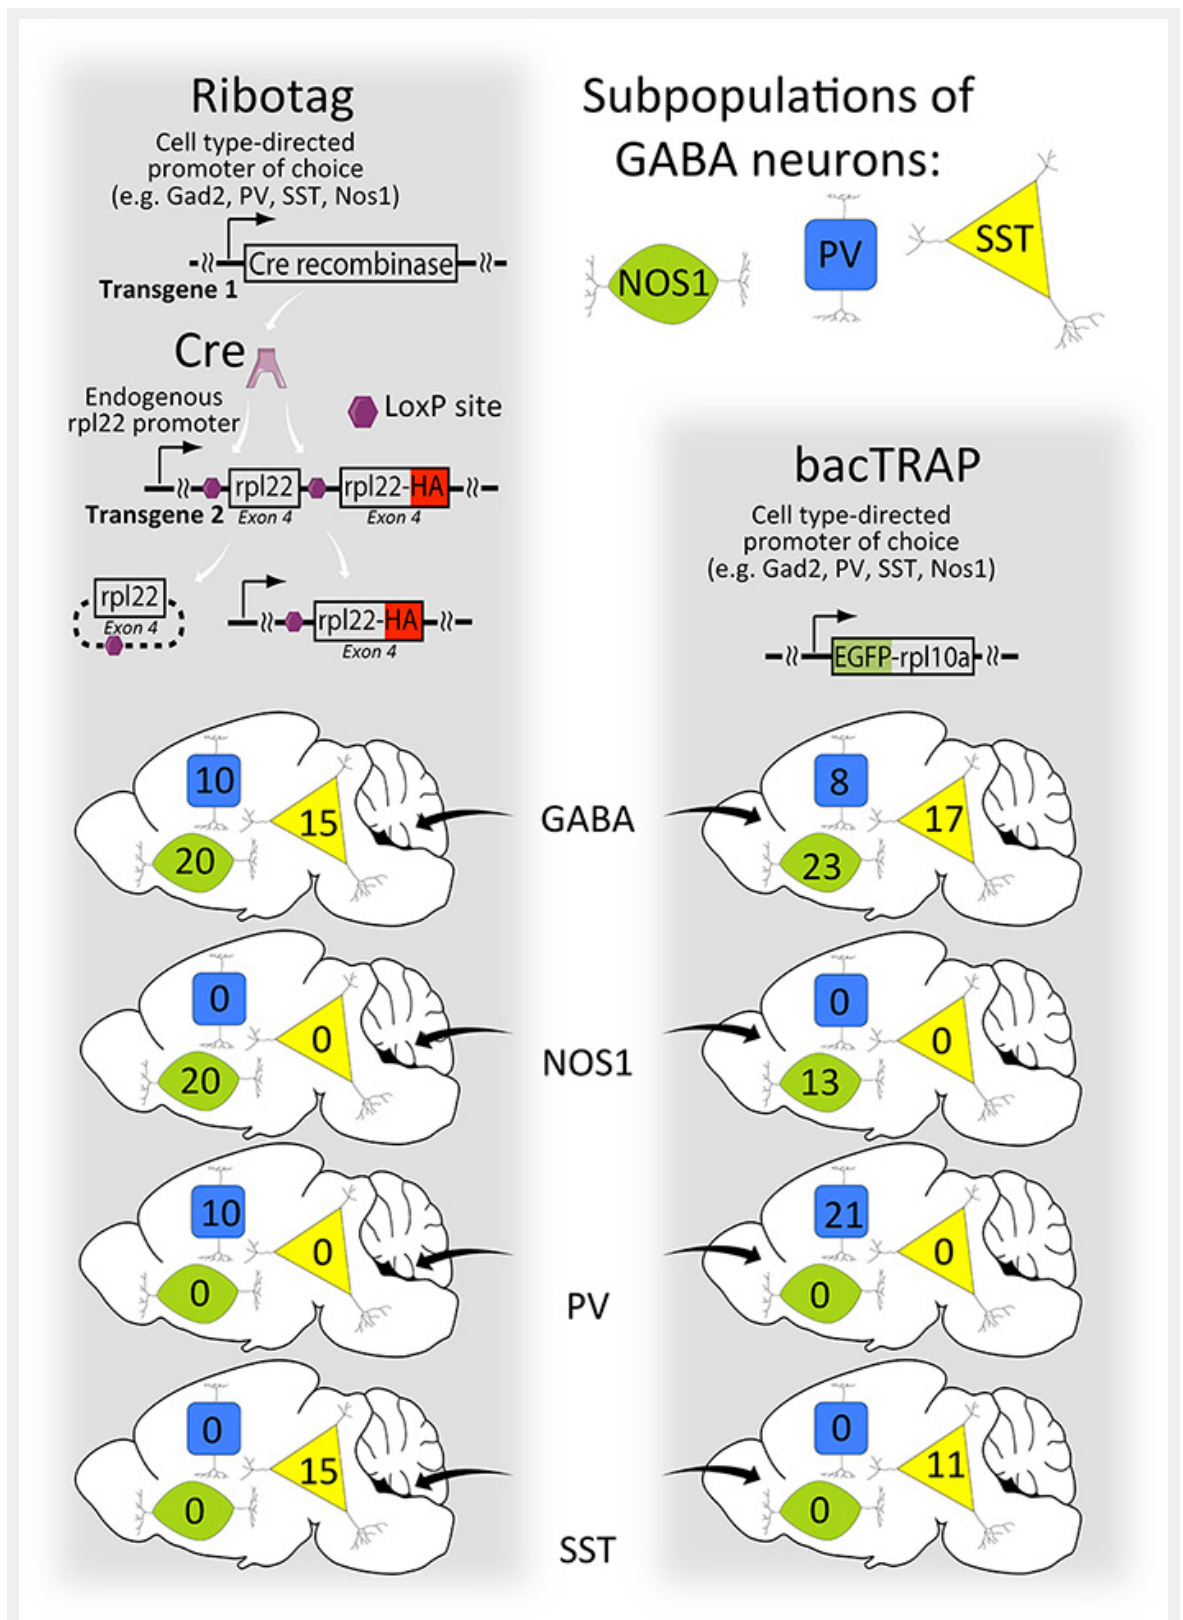 Ribotag
Cell type-directed
promoter of choice
(e.g. Gad2, PV, SST, Nos1)
Cre recombinase
Transgene 1
Cre
Endogenous
rpl22 promoter
LoxP site
rpl22
rpl22-HA
Transgene 2
Exon 4
Exon 4
rpl22
Exon 4
rpl22-HA
Exon 4
Subpopulations of
GABA neurons:
NOS1
PV
SST
bacTRAP
Cell type-directed
promoter of choice
(e.g. Gad2, PV, SST, Nos1)
EGFP-rpl10a
10
15
20
GABA
8
17
23
0
0
20
NOS1
0
0
13
10
0
0
PV
21
0
0
0
15
0
SST
0
11
0